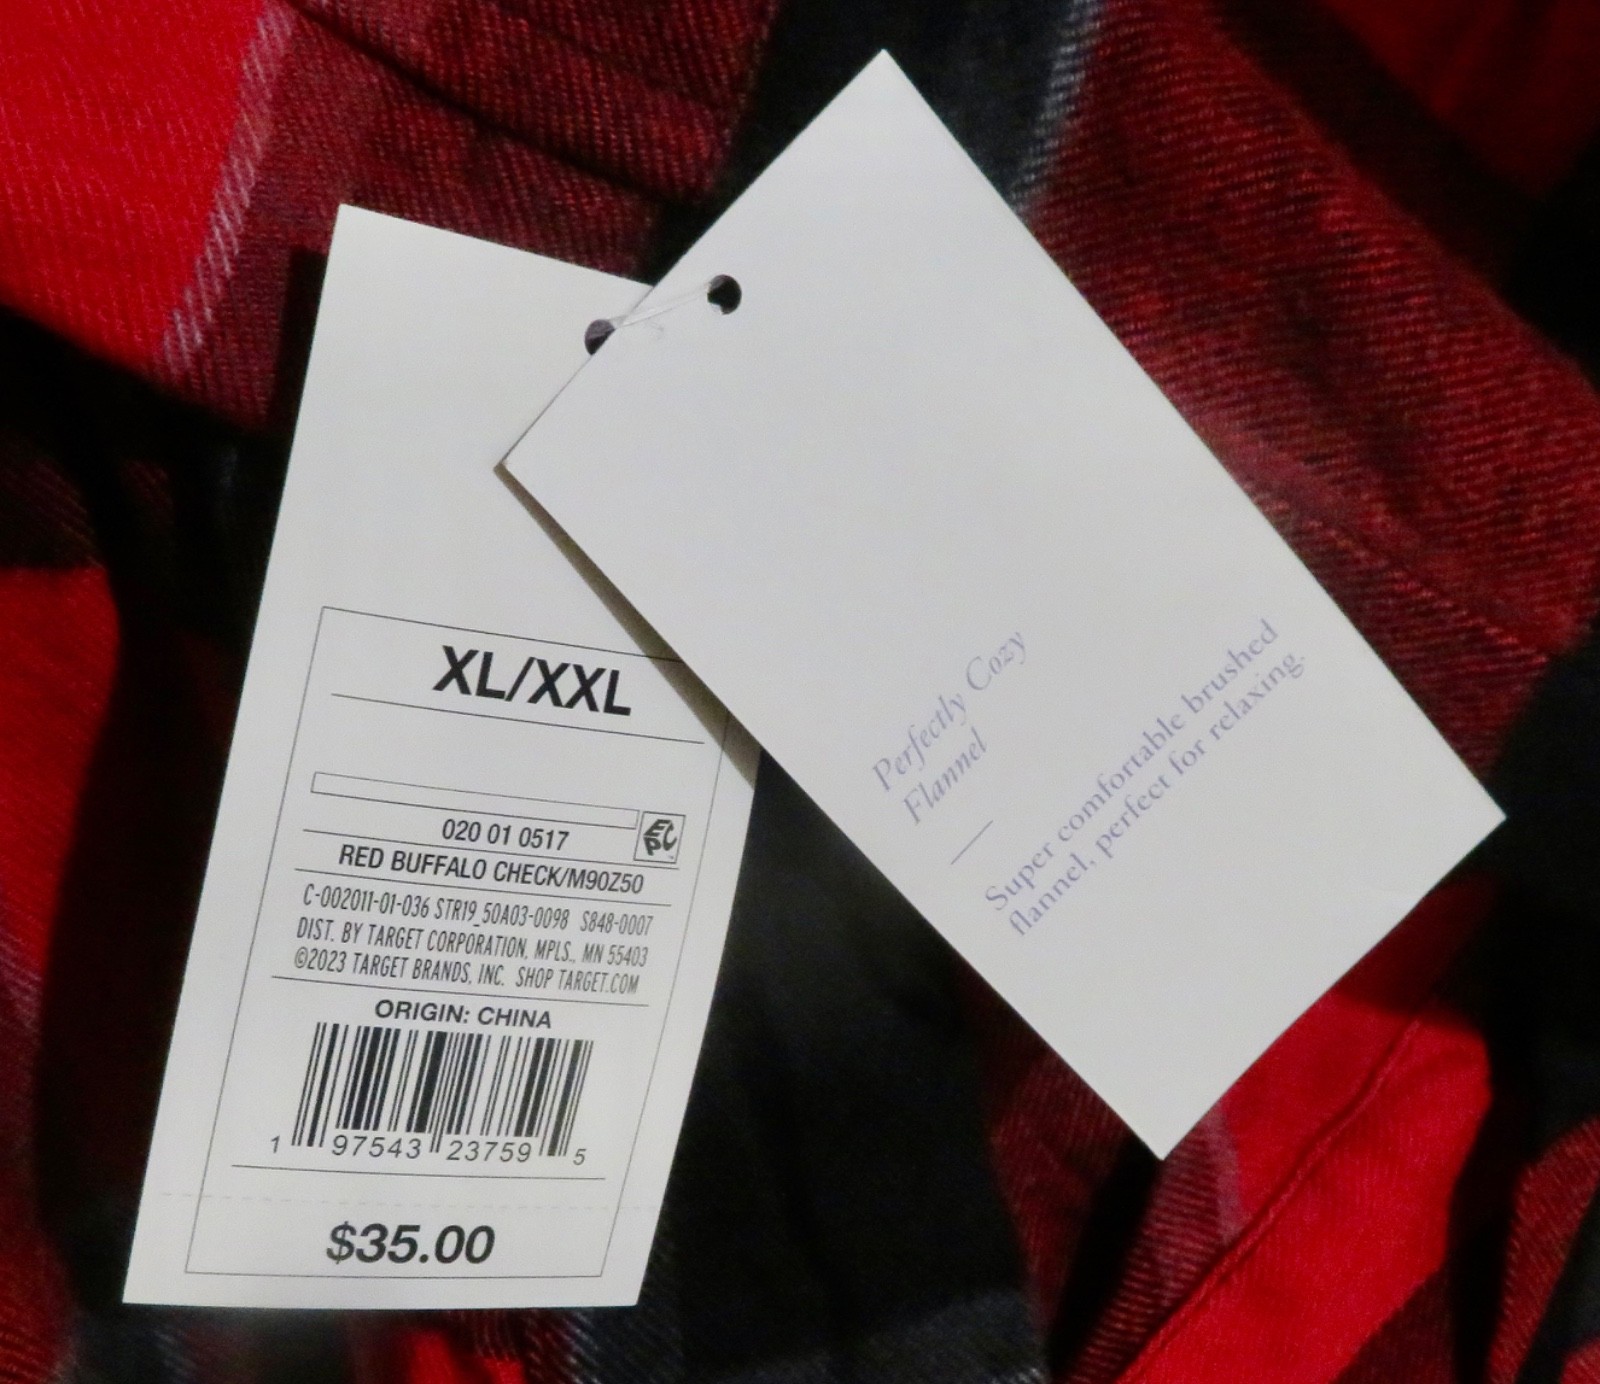 XL/XXL
020 01 0517
EPC
RED BUFFALO CHECK/M90Z50
C-002011-01-036 STR19_50A03-0098 S848-0007
DIST. BY TARGET CORPORATION, MPLS., MN 55403
©2023 TARGET BRANDS, INC. SHOP TARGET.COM
ORIGIN: CHINA
1 97543 23759 5
$35.00
Perfectly Cozy
Flannel
Super comfortable brushed
flannel, perfect for relaxing.